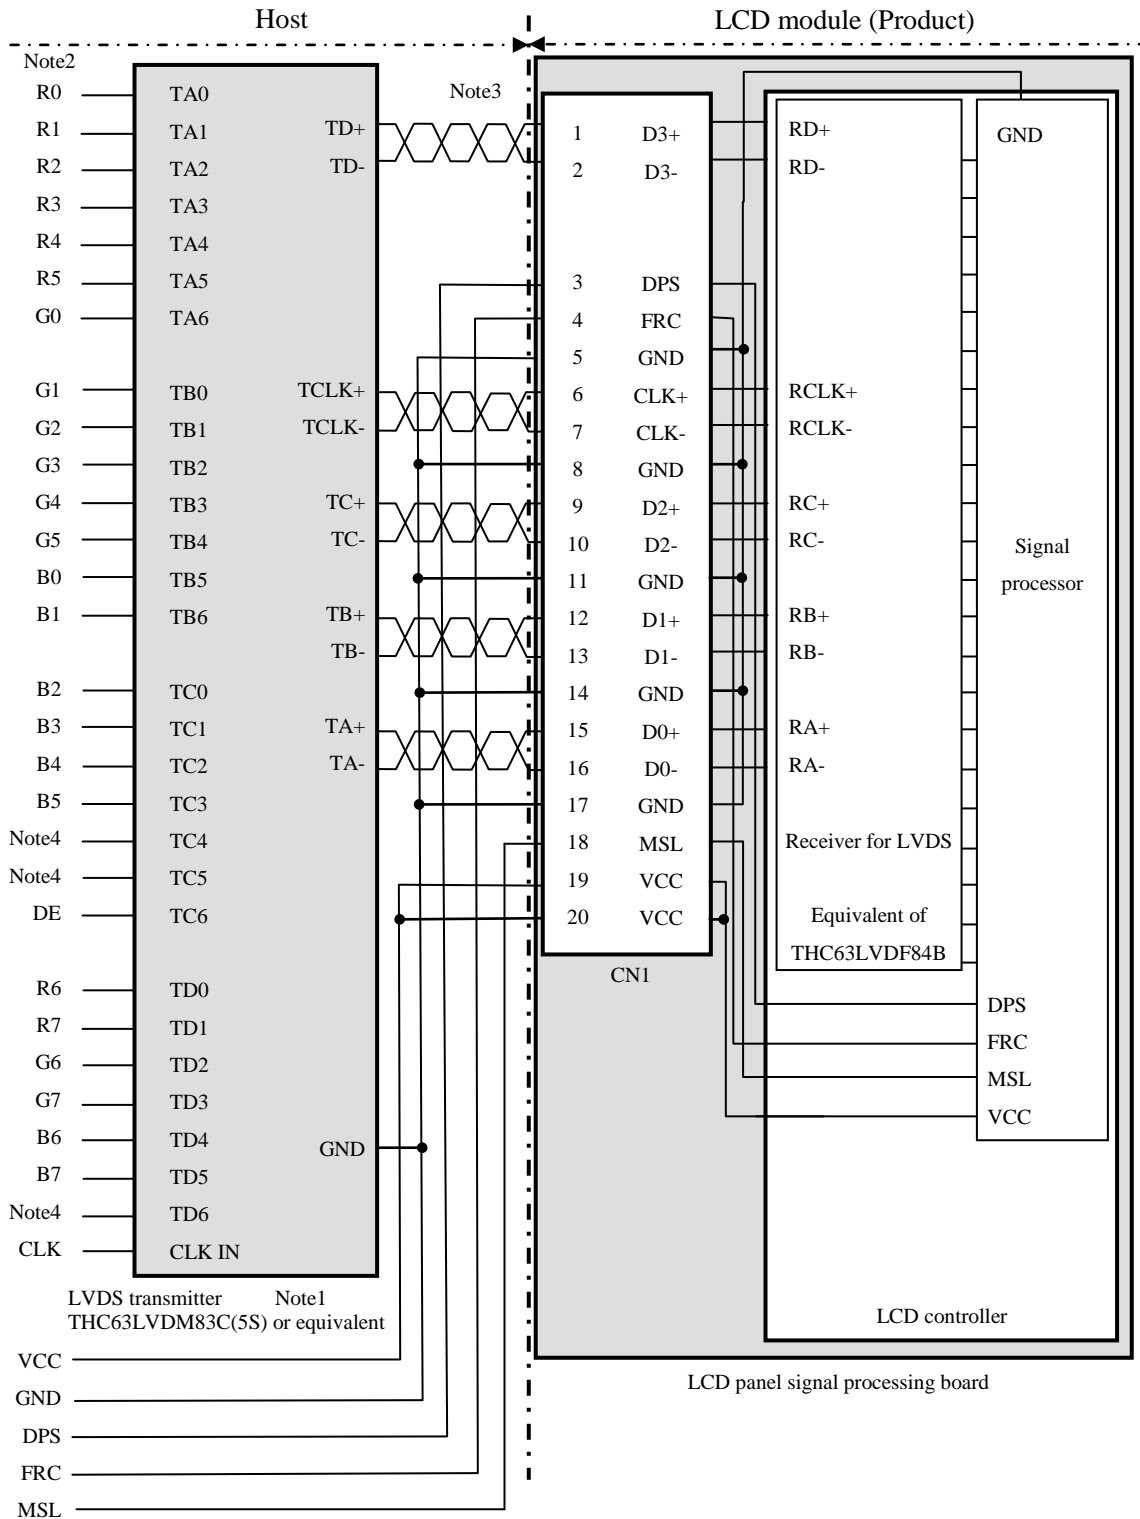 Host
LCD module (Product)
Note2
Note3
R0 TA0
R1 TA1 TD+
R2 TA2 TD-
R3 TA3
R4 TA4
R5 TA5
G0 TA6
G1 TB0 TCLK+
G2 TB1 TCLK-
G3 TB2
G4 TB3 TC+
G5 TB4 TC-
B0 TB5
B1 TB6 TB+
TB-
B2 TC0
B3 TC1 TA+
B4 TC2 TA-
B5 TC3
Note4 TC4
Note4 TC5
DE TC6
R6 TD0
R7 TD1
G6 TD2
G7 TD3
B6 TD4 GND
B7 TD5
Note4 TD6
CLK CLK IN
LVDS transmitter Note1
THC63LVDM83C(5S) or equivalent
VCC
GND
DPS
FRC
MSL
1 D3+
2 D3-
3 DPS
4 FRC
5 GND
6 CLK+
7 CLK-
8 GND
9 D2+
10 D2-
11 GND
12 D1+
13 D1-
14 GND
15 D0+
16 D0-
17 GND
18 MSL
19 VCC
20 VCC
CN1
RD+
RD-
RCLK+
RCLK-
RC+
RC-
RB+
RB-
RA+
RA-
Receiver for LVDS
Equivalent of
THC63LVDF84B
GND
Signal
processor
DPS
FRC
MSL
VCC
LCD controller
LCD panel signal processing board